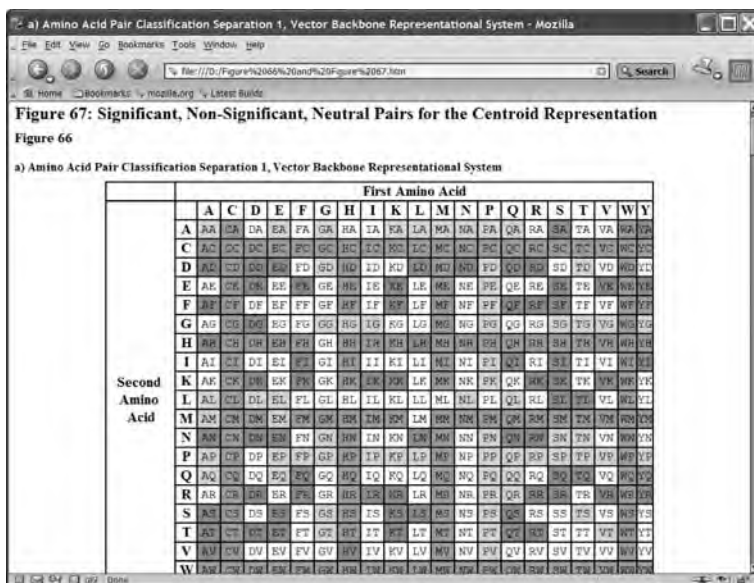 a) Amino Acid Pair Classification Separation 1, Vector Backbone Representational System - Mozilla
File Edit View Go Bookmarks Tools Window Help
file:///D:/Figure%2066%20and%20Figure%2067.htm Search
Home Bookmarks mozilla.org Latest Builds
Figure 67: Significant, Non-Significant, Neutral Pairs for the Centroid Representation
Figure 66
a) Amino Acid Pair Classification Separation 1, Vector Backbone Representational System
First Amino Acid
A C D E F G H I K L M N P Q R S T V W Y
A AA CA DA EA FA GA HA IA KA LA MA NA PA QA RA SA TA VA WA YA
C AC CC DC EC FC GC HC IC KC LC MC NC PC QC RC SC TC VC WC YC
D AD CD DD ED FD GD HD ID KD LD MD ND PD QD RD SD TD VD WD YD
E AE CE DE EE FE GE HE IE KE LE ME NE PE QE RE SE TE VE WE YE
F AF CF DF EF FF GF HF IF KF LF MF NF PF QF RF SF TF VF WF YF
G AG CG DG EG FG GG HG IG KG LG MG NG PG QG RG SG TG VG WG YG
H AH CH DH EH FH GH HH IH KH LH MH NH PH QH RH SH TH VH WH YH
I AI CI DI EI FI GI HI II KI LI MI NI PI QI RI SI TI VI WI YI
Second K AK CK DK EK FK GK HK IK KK LK MK NK PK QK RK SK TK VK WK YK
Amino L AL CL DL EL FL GL HL IL KL LL ML NL PL QL RL SL TL VL WL YL
Acid M AM CM DM EM FM GM HM IM KM LM MM NM PM QM RM SM TM VM WM YM
N AN CN DN EN FN GN HN IN KN LN MN NN PN QN RN SN TN VN WN YN
P AP CP DP EP FP GP HP IP KP LP MP NP PP QP RP SP TP VP WP YP
Q AQ CQ DQ EQ FQ GQ HQ IQ KQ LQ MQ NQ PQ QQ RQ SQ TQ VQ WQ YQ
R AR CR DR ER FR GR HR IR KR LR MR NR PR QR RR SR TR VR WR YR
S AS CS DS ES FS GS HS IS KS LS MS NS PS QS RS SS TS VS WS YS
T AT CT DT ET FT GT HT IT KT LT MT NT PT QT RT ST TT VT WT YT
V AV CV DV EV FV GV HV IV KV LV MV NV PV QV RV SV TV VV WV YV
W
Done